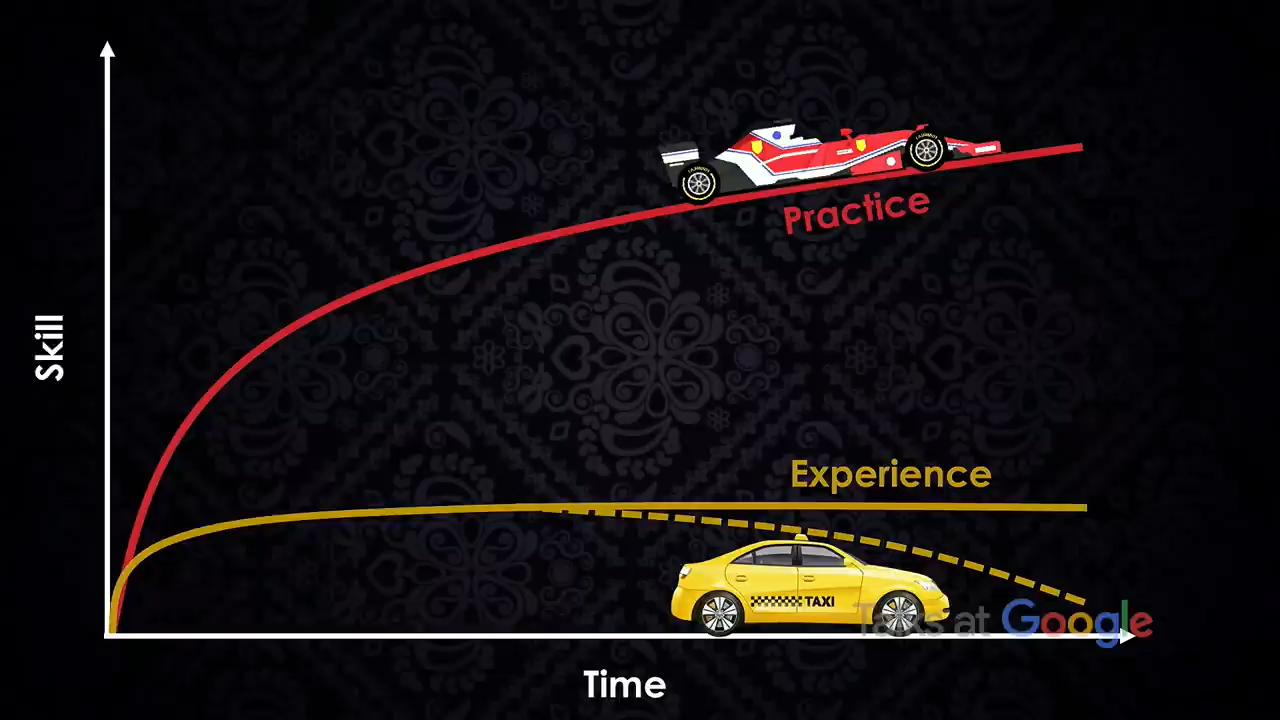 Practice
Skill
Experience
TAXI
Talks at Google
Time